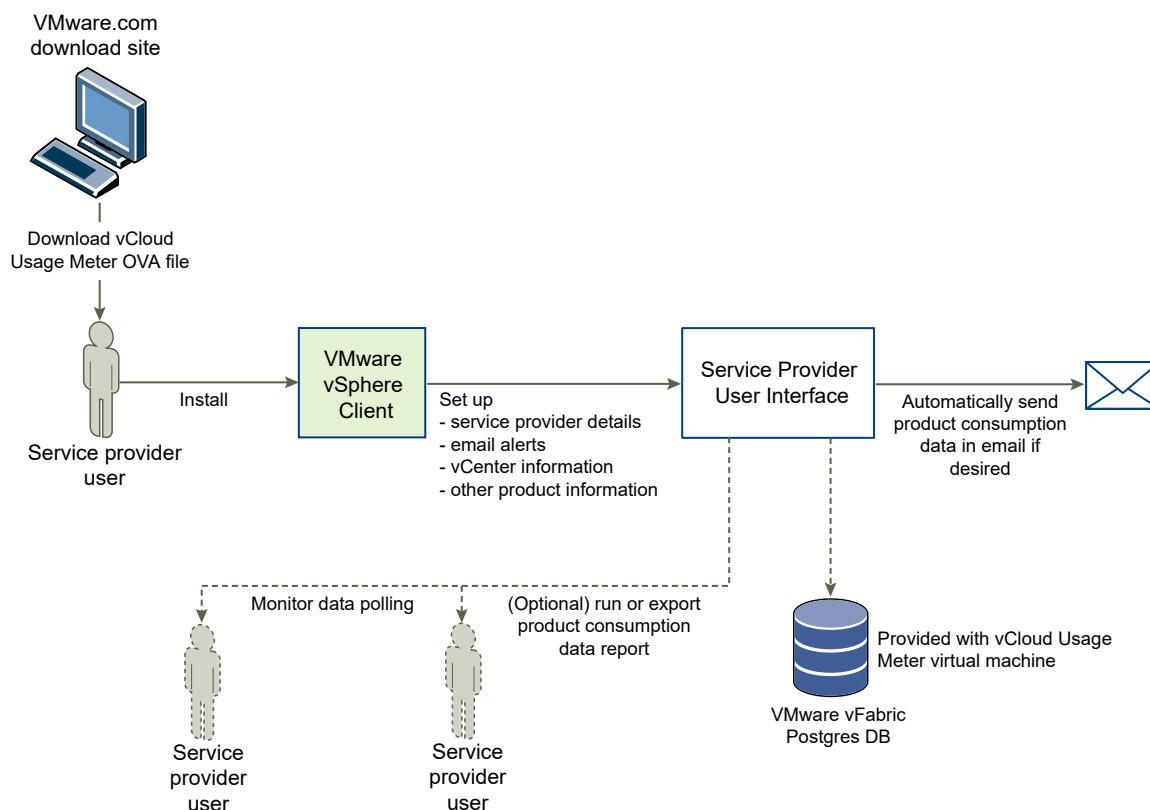 VMware.com
download site
Download vCloud
Usage Meter OVA file
Service provider
user
Install
VMware
vSphere
Client
Set up
- service provider details
- email alerts
- vCenter information
- other product information
Service Provider
User Interface
Automatically send
product consumption
data in email if
desired
Monitor data polling
(Optional) run or export
product consumption
data report
Service
provider
user
Service
provider
user
Provided with vCloud Usage
Meter virtual machine
VMware vFabric
Postgres DB